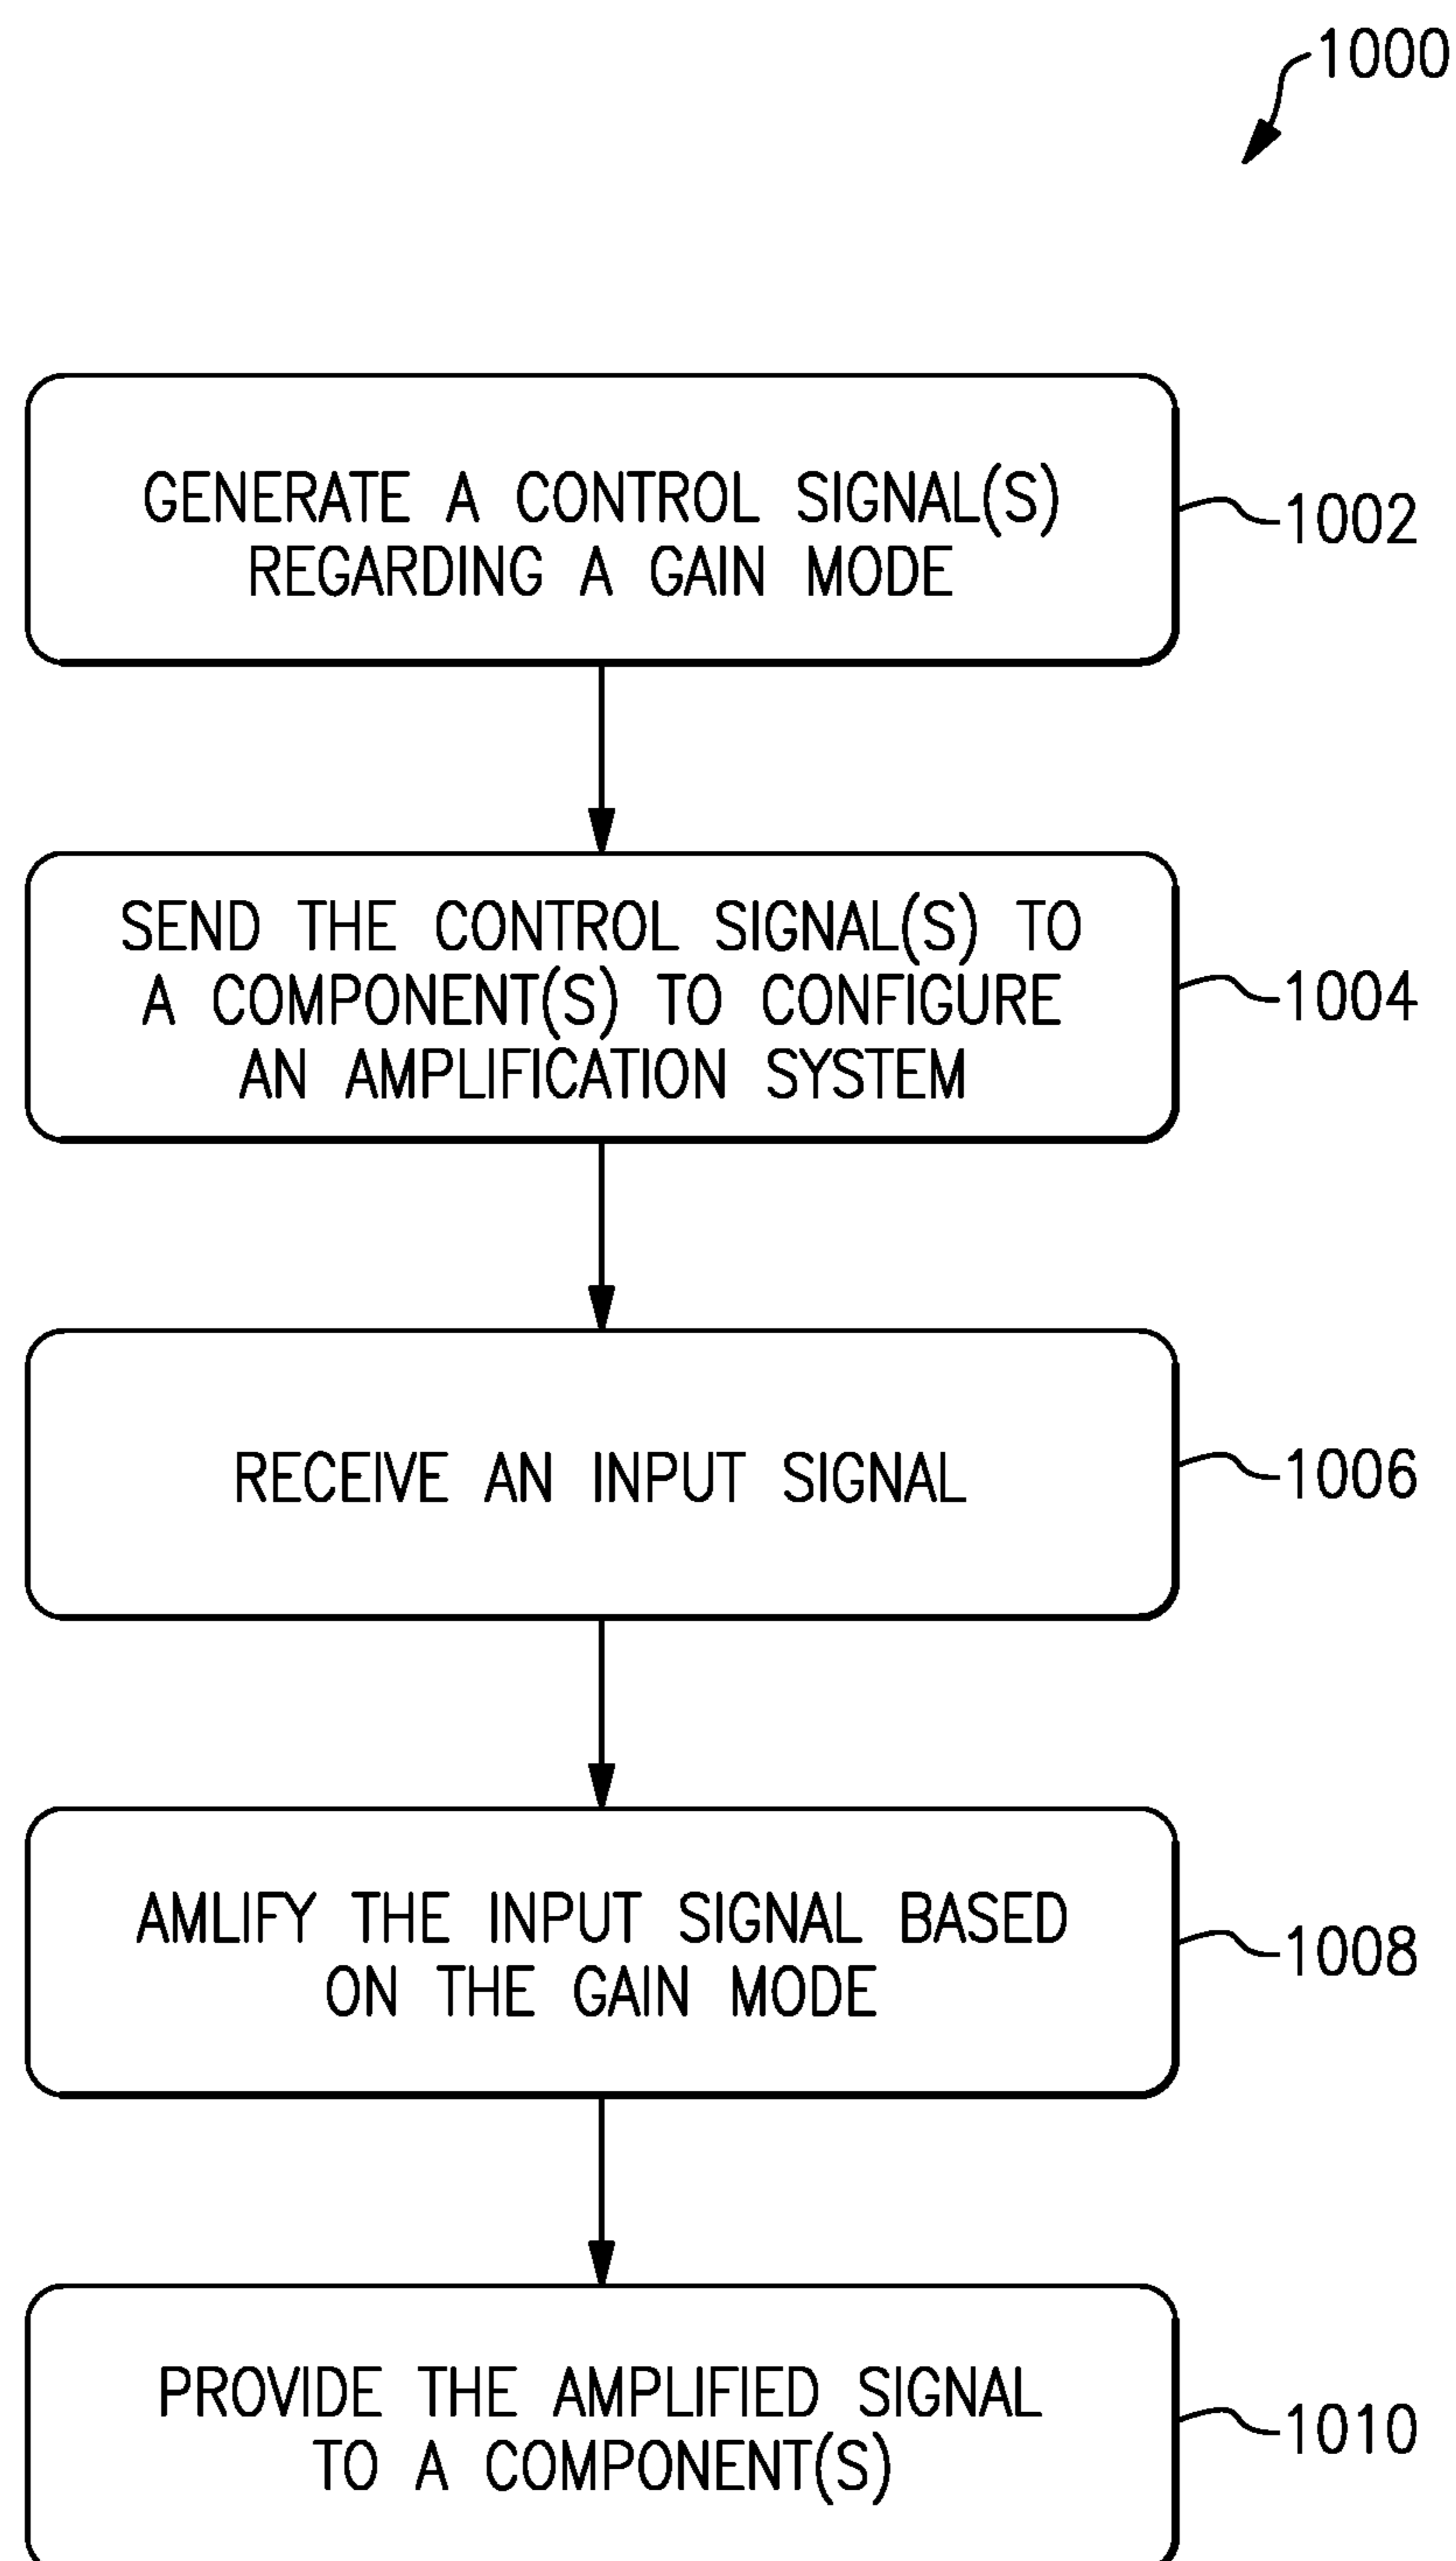 1000
GENERATE A CONTROL SIGNAL(S)
REGARDING A GAIN MODE
1002
SEND THE CONTROL SIGNAL(S) TO
A COMPONENT(S) TO CONFIGURE
AN AMPLIFICATION SYSTEM
1004
RECEIVE AN INPUT SIGNAL
1006
AMLIFY THE INPUT SIGNAL BASED
ON THE GAIN MODE
1008
PROVIDE THE AMPLIFIED SIGNAL
TO A COMPONENT(S)
1010